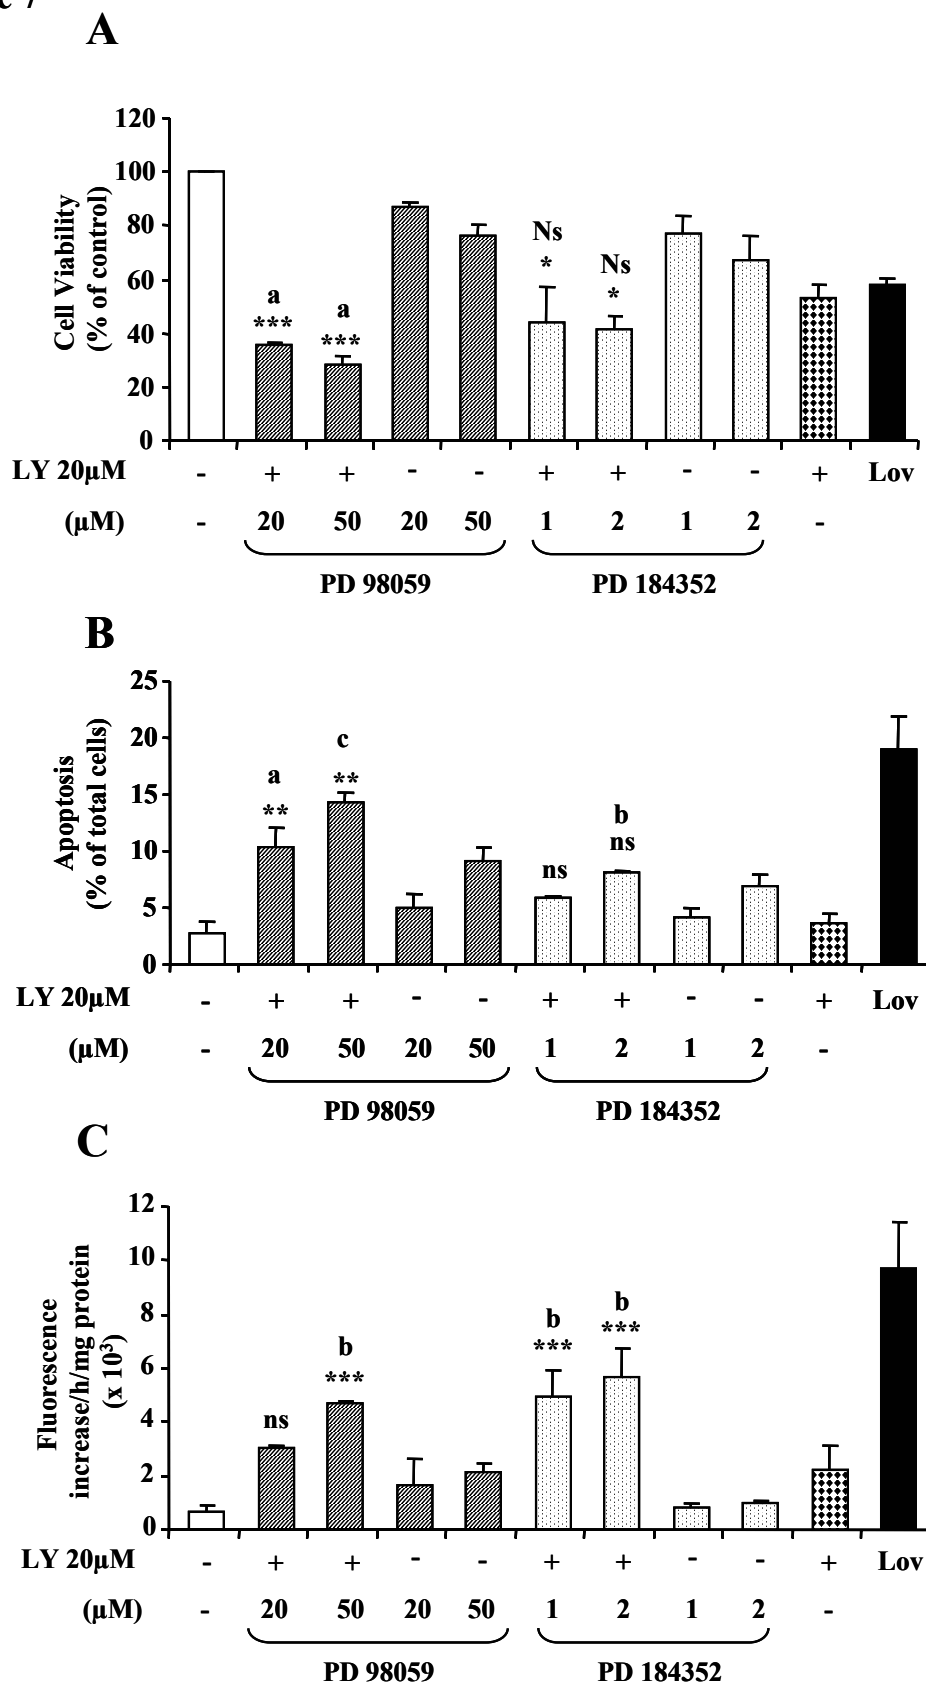 A
120
100
80
60
40
20
0
Cell Viability
(% of control)
a
***
a
***
Ns
*
Ns
*
LY 20µM - + + - - + + - - + Lov
(µM) - 20 50 20 50 1 2 1 2 -
PD 98059 PD 184352
B
25
20
15
10
5
0
Apoptosis
(% of total cells)
a
**
c
**
ns
b
ns
LY 20µM - + + - - + + - - + Lov
(µM) - 20 50 20 50 1 2 1 2 -
PD 98059 PD 184352
C
12
10
8
6
4
2
0
Fluorescence
increase/h/mg protein
(x 10³)
ns
b
***
b
***
b
***
LY 20µM - + + - - + + - - + Lov
(µM) - 20 50 20 50 1 2 1 2 -
PD 98059 PD 184352